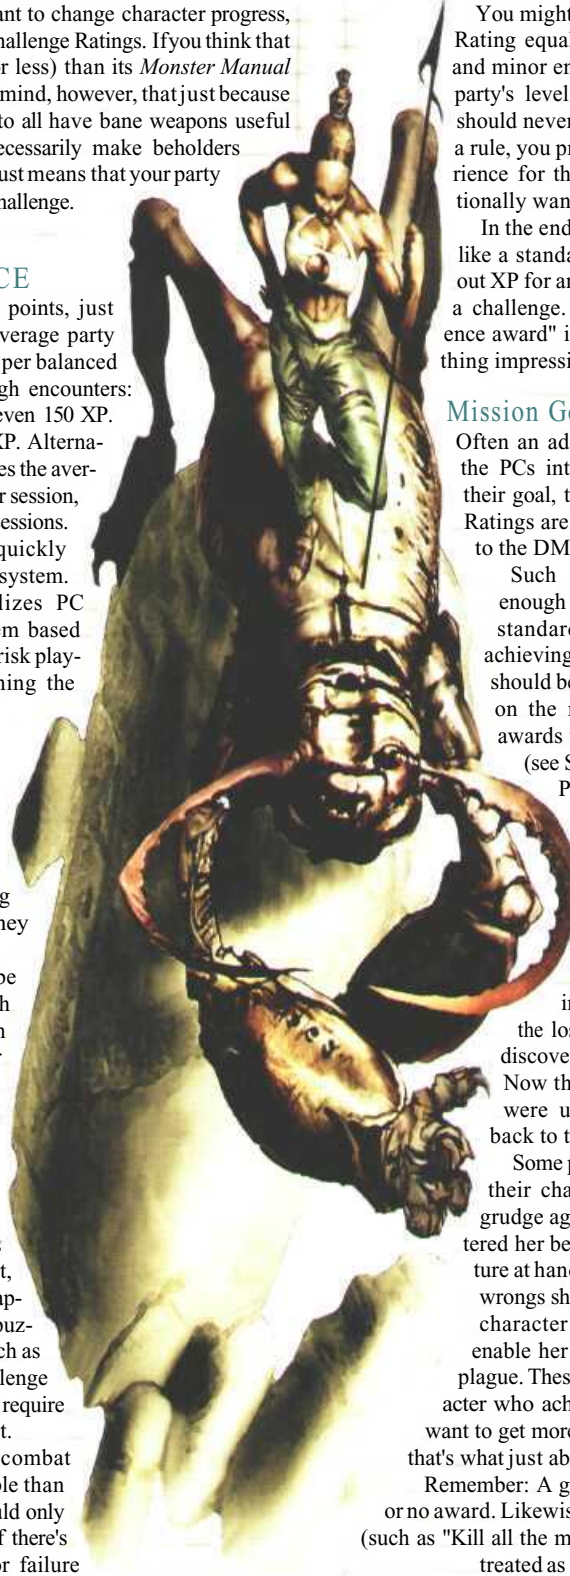 ant to change character progress,
hallenge Ratings. If you think that
or less) than its Monster Manual
mind, however, that just because
to all have bane weapons useful
ecessarily make beholders
ust means that your party
hallenge.
CE
points, just
verage party
per balanced
gh encounters:
even 150 XP.
XP. Alterna-
es the aver-
r session,
essions.
quickly
system.
lizes PC
em based
risk play-
ning the
g
hey
be
h
n
t,
ap-
puz-
ch as
lenge
require
t.
combat
ble than
uld only
f there's
or failure
You might
Rating equal
and minor en
party's level
should never
a rule, you pr
rience for th
tionally want
In the end
like a standa
out XP for an
a challenge.
ence award" i
thing impressi
Mission Go
Often an ad
the PCs int
their goal, t
Ratings are
to the DM
Such
enough
standard
achieving
should be
on the
awards
(see S
P
in
the los
discove
Now th
were u
back to t
Some p
their cha
grudge ag
tered her be
ture at hand
wrongs sh
character
enable her
plague. Thes
acter who ach
want to get more
that's what just ab
Remember: A g
or no award. Likewis
(such as "Kill all the m
treated as